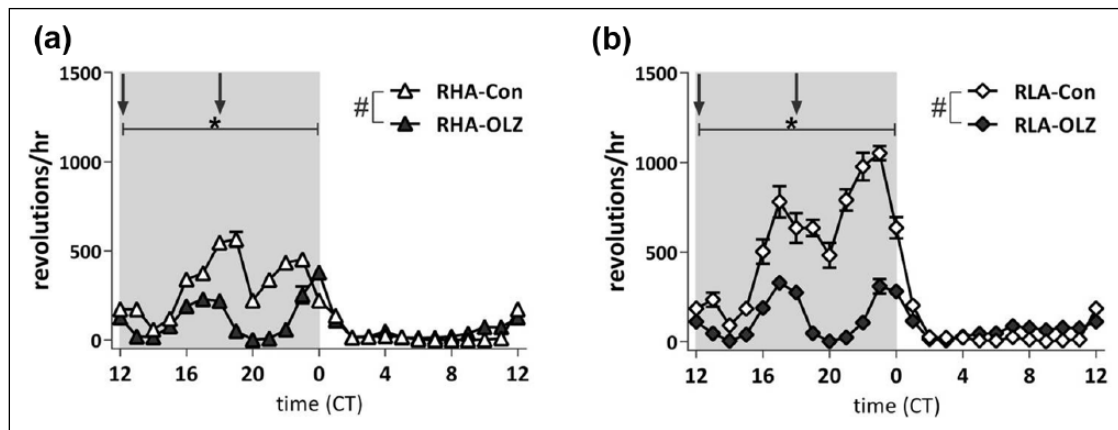 (a)
revolutions/hr
1500
1000
500
0
*
#
RHA-Con
RHA-OLZ
12 16 20 0 4 8 12
time (CT)
(b)
revolutions/hr
1500
1000
500
0
*
#
RLA-Con
RLA-OLZ
12 16 20 0 4 8 12
time (CT)